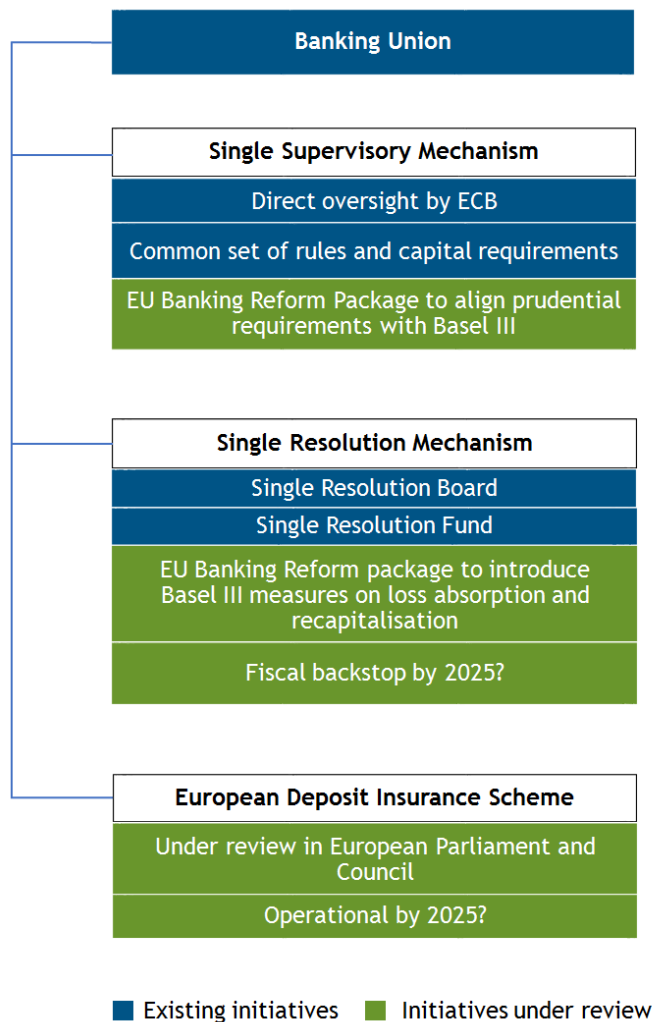 Banking Union
Single Supervisory Mechanism
Direct oversight by ECB
Common set of rules and capital requirements
EU Banking Reform Package to align prudential
requirements with Basel III
Single Resolution Mechanism
Single Resolution Board
Single Resolution Fund
EU Banking Reform package to introduce
Basel III measures on loss absorption and
recapitalisation
Fiscal backstop by 2025?
European Deposit Insurance Scheme
Under review in European Parliament and
Council
Operational by 2025?
Existing initiatives
Initiatives under review